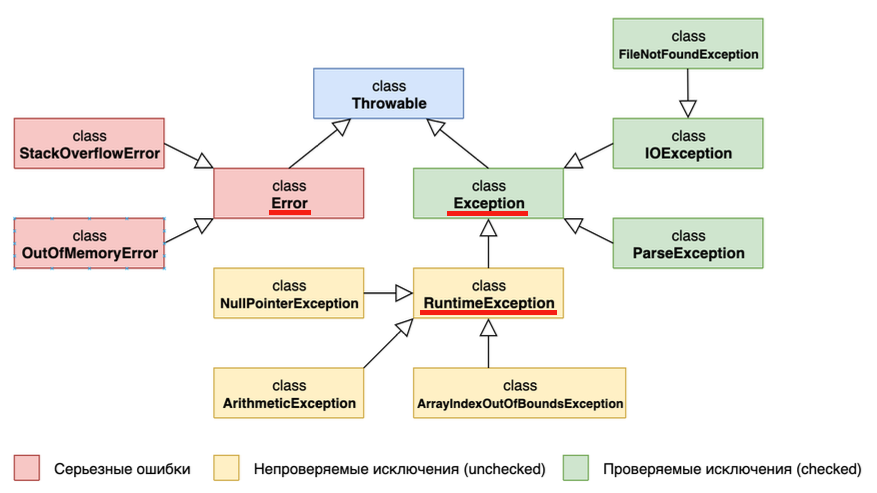 class
FileNotFoundException
class
Throwable
class
StackOverflowError
class
IOException
class
Error
class
Exception
class
OutOfMemoryError
class
ParseException
class
NullPointerException
class
RuntimeException
class
ArithmeticException
class
ArrayIndexOutOfBoundsException
Серьезные ошибки
Непроверяемые исключения (unchecked)
Проверяемые исключения (checked)